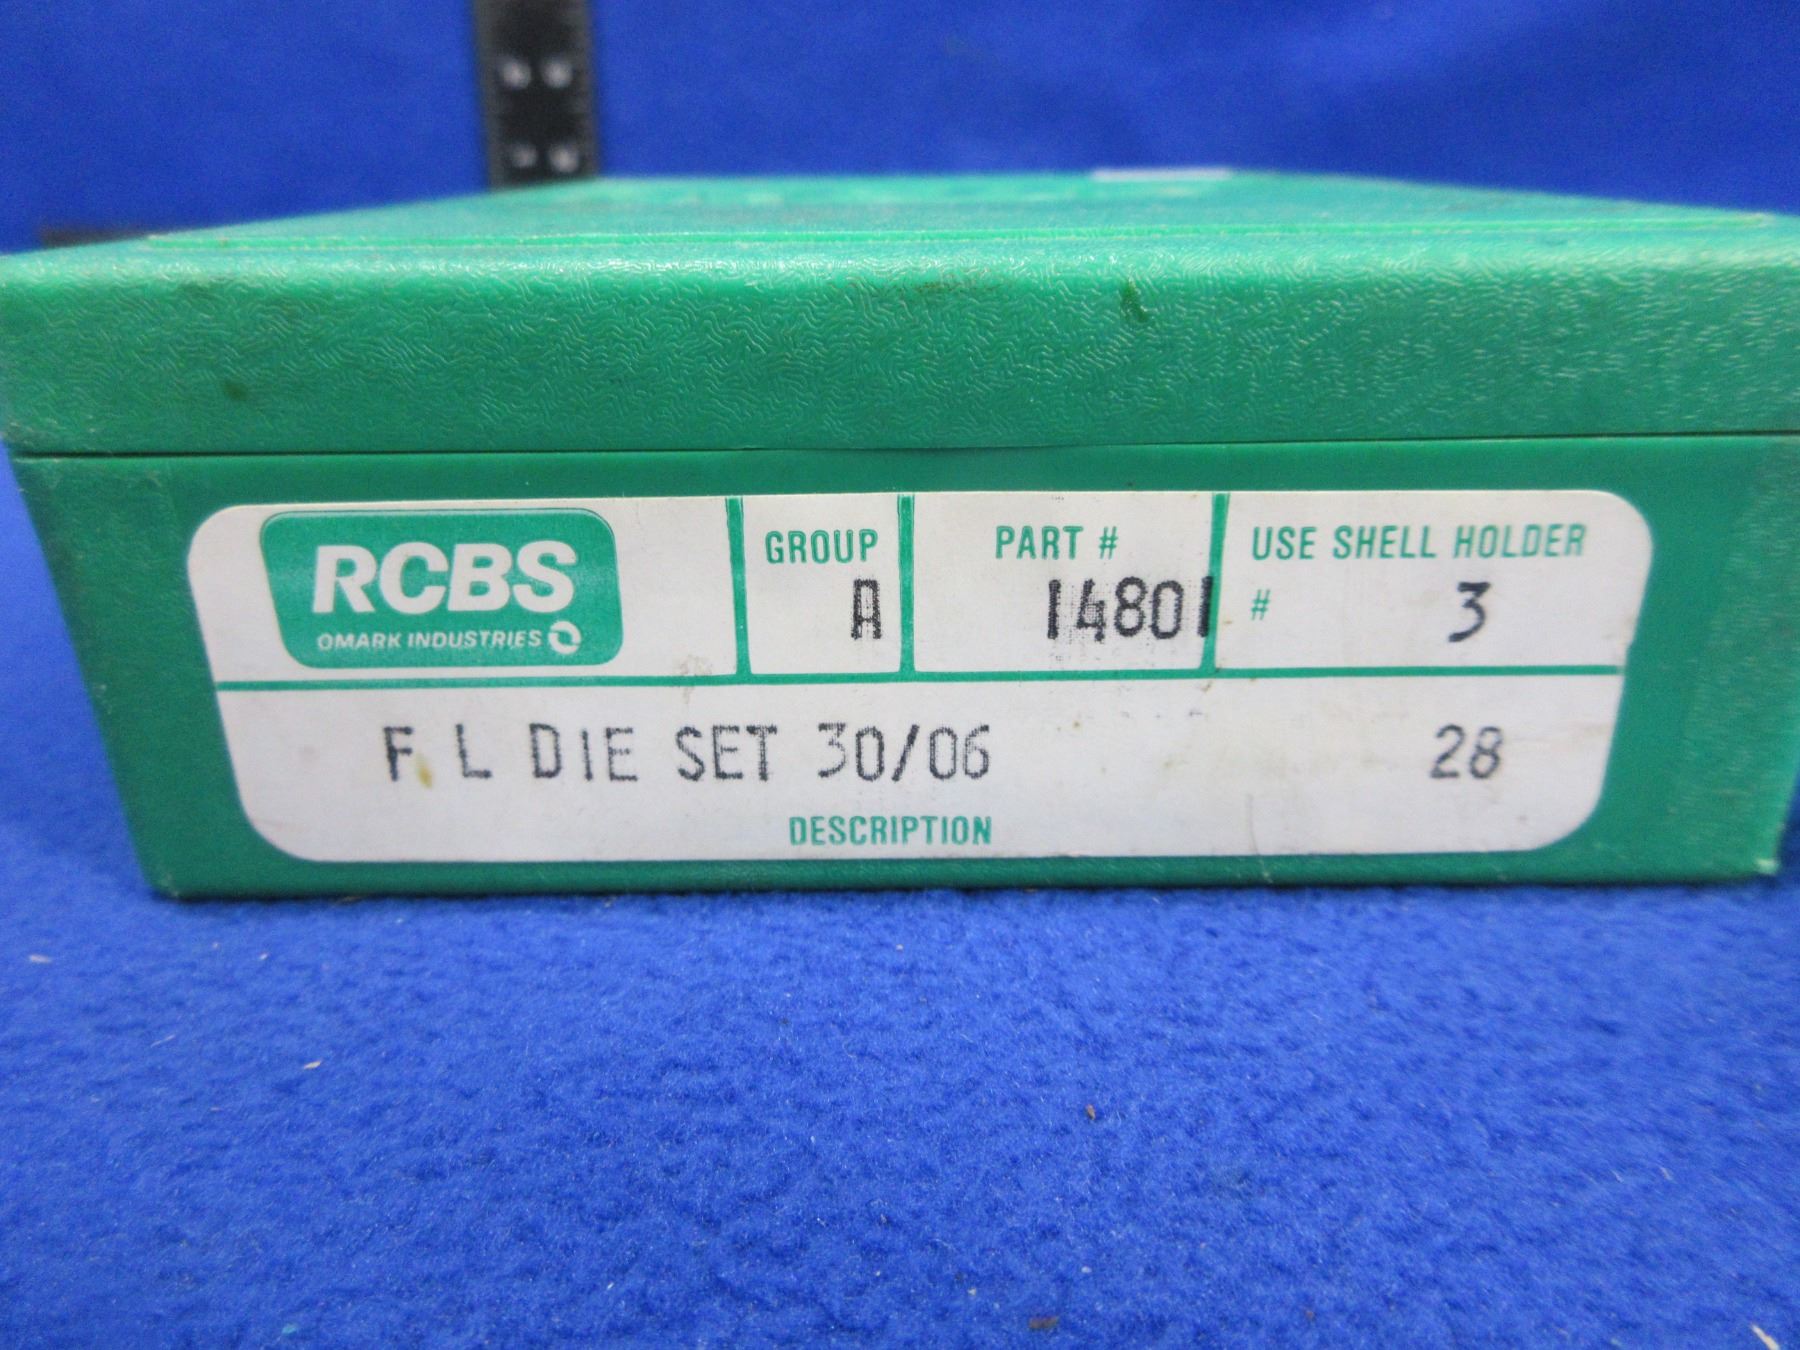 RCBS
OMARK INDUSTRIES
GROUP
A
PART #
14801
USE SHELL HOLDER
# 3
F L DIE SET 30/06 28
DESCRIPTION